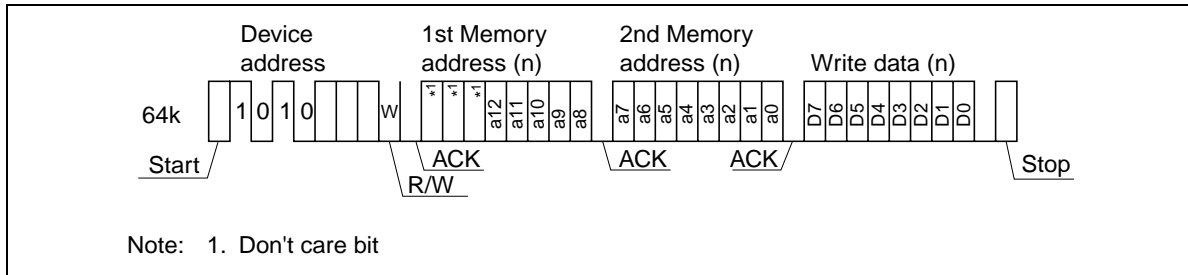 Device address
1st Memory address (n)
2nd Memory address (n)
Write data (n)
64k
1 0 1 0 W *1 *1 *1 a12 a11 a10 a9 a8 a7 a6 a5 a4 a3 a2 a1 a0 D7 D6 D5 D4 D3 D2 D1 D0
Start
R/W
ACK
ACK
ACK
Stop
Note: 1. Don't care bit